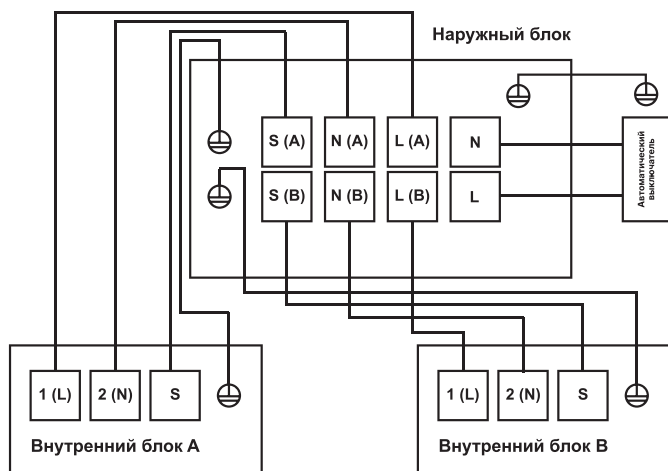 Наружный блок
S (A)
N (A)
L (A)
N
S (B)
N (B)
L (B)
L
Автоматический
выключатель
1 (L)
2 (N)
S
Внутренний блок A
1 (L)
2 (N)
S
Внутренний блок B